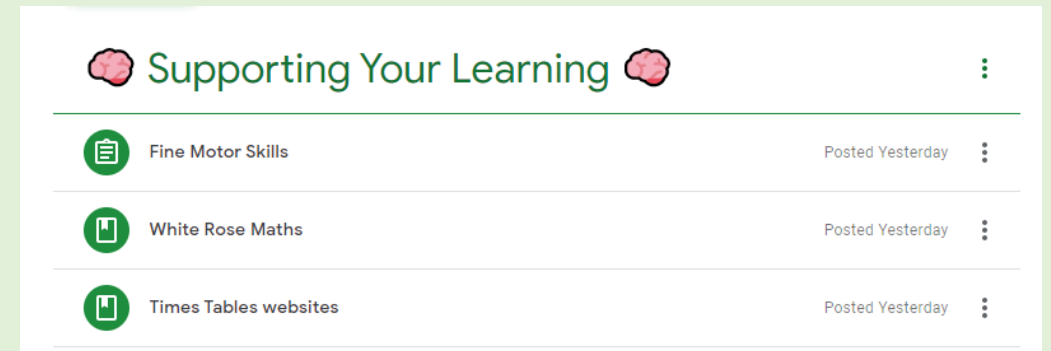 🧠 Supporting Your Learning 🧠
Fine Motor Skills Posted Yesterday
White Rose Maths Posted Yesterday
Times Tables websites Posted Yesterday